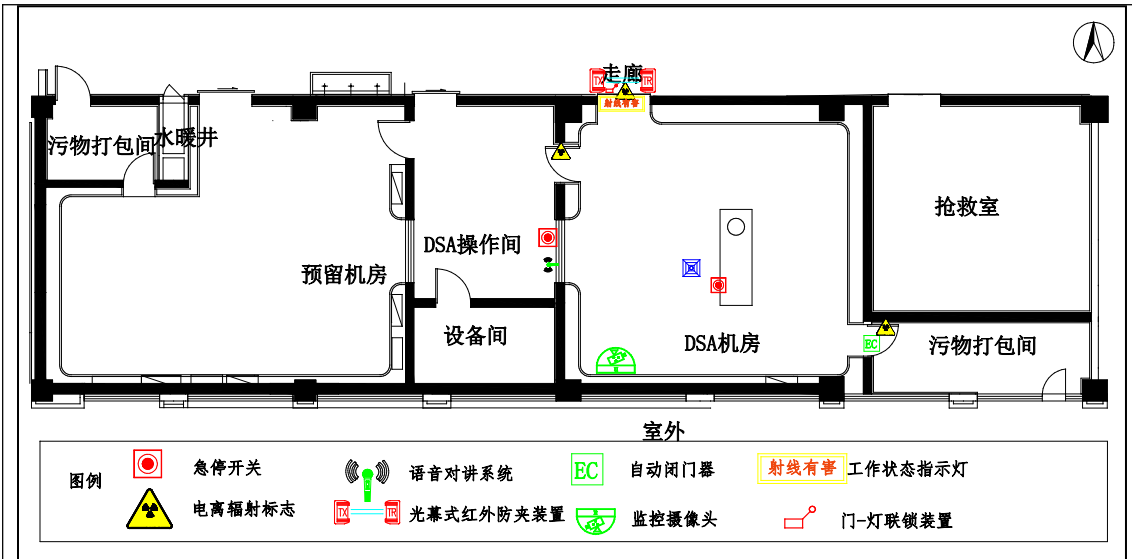 走廊
TX TR
射线有害
污物打包间
水暖井
抢救室
DSA操作间
预留机房
设备间
DSA机房
EC
污物打包间
室外
图例
急停开关
语音对讲系统
EC
自动闭门器
射线有害
工作状态指示灯
电离辐射标志
TX TR
光幕式红外防夹装置
监控摄像头
门-灯联锁装置